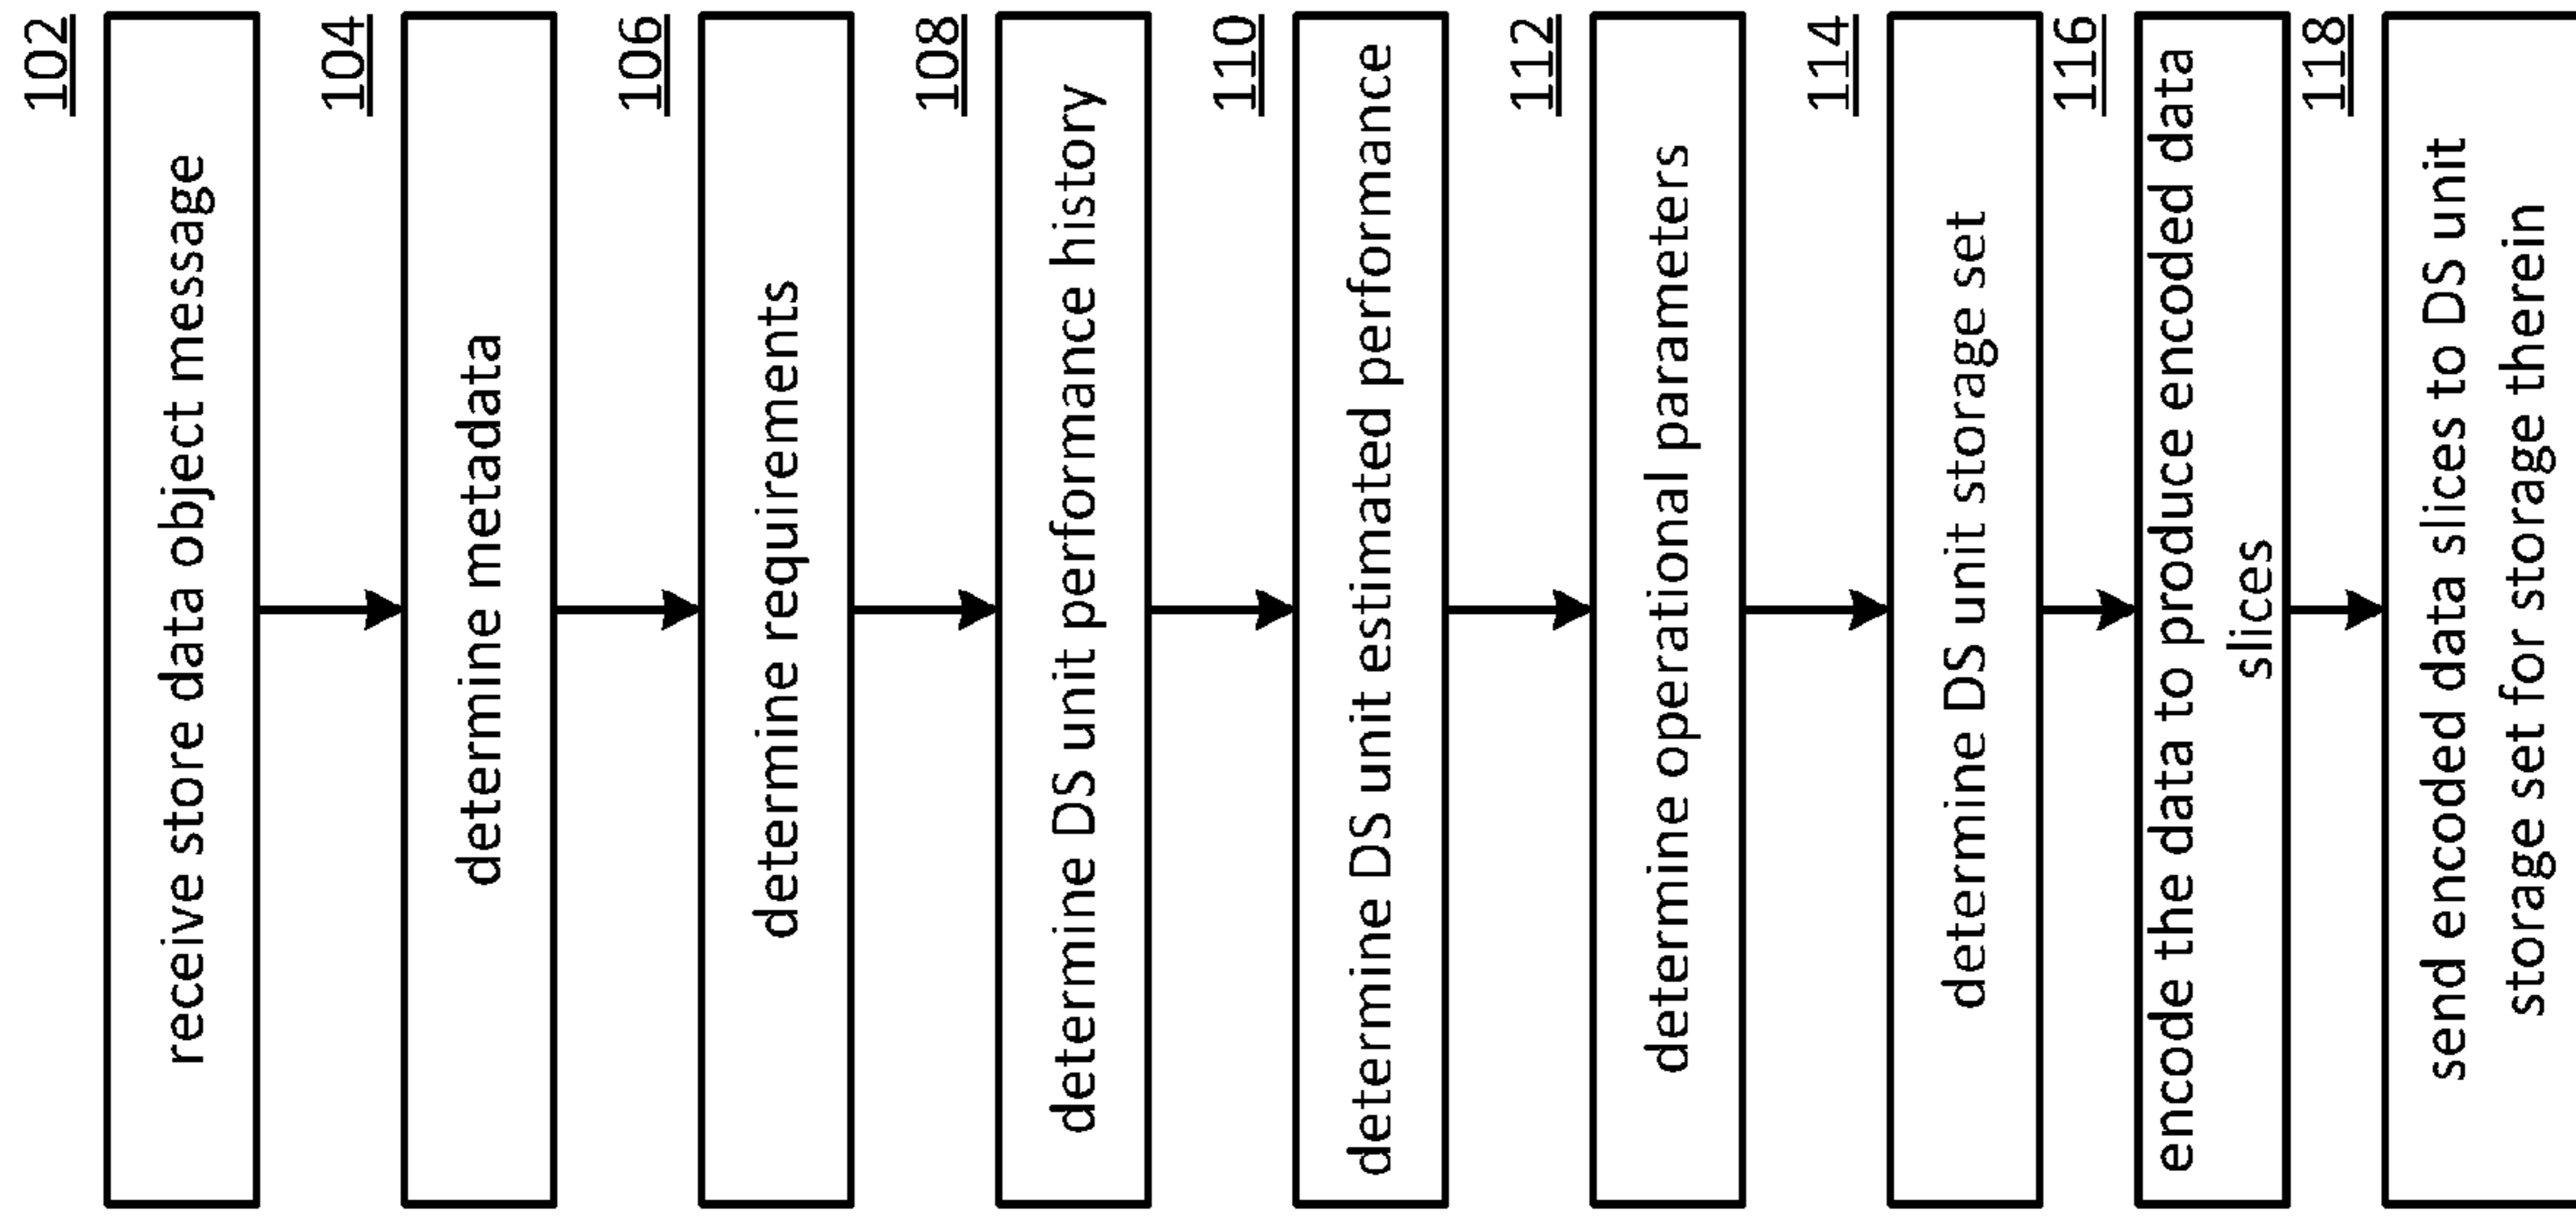 102
receive store data object message
104
determine metadata
106
determine requirements
108
determine DS unit performance history
110
determine DS unit estimated performance
112
determine operational parameters
114
determine DS unit storage set
116
encode the data to produce encoded data
slices
118
send encoded data slices to DS unit
storage set for storage therein